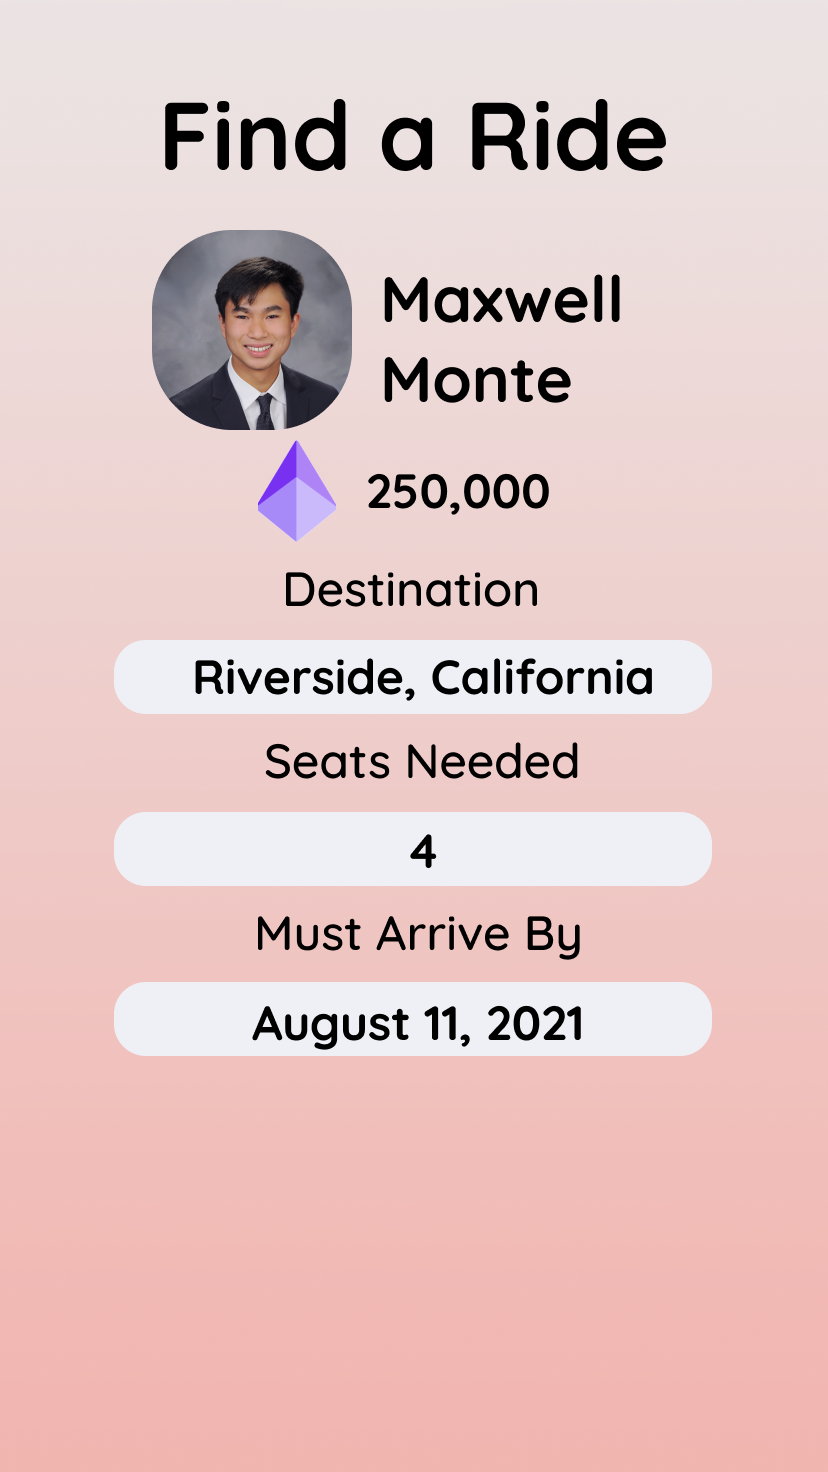 Find a Ride
Maxwell
Monte
250,000
Destination
Riverside, California
Seats Needed
4
Must Arrive By
August 11, 2021